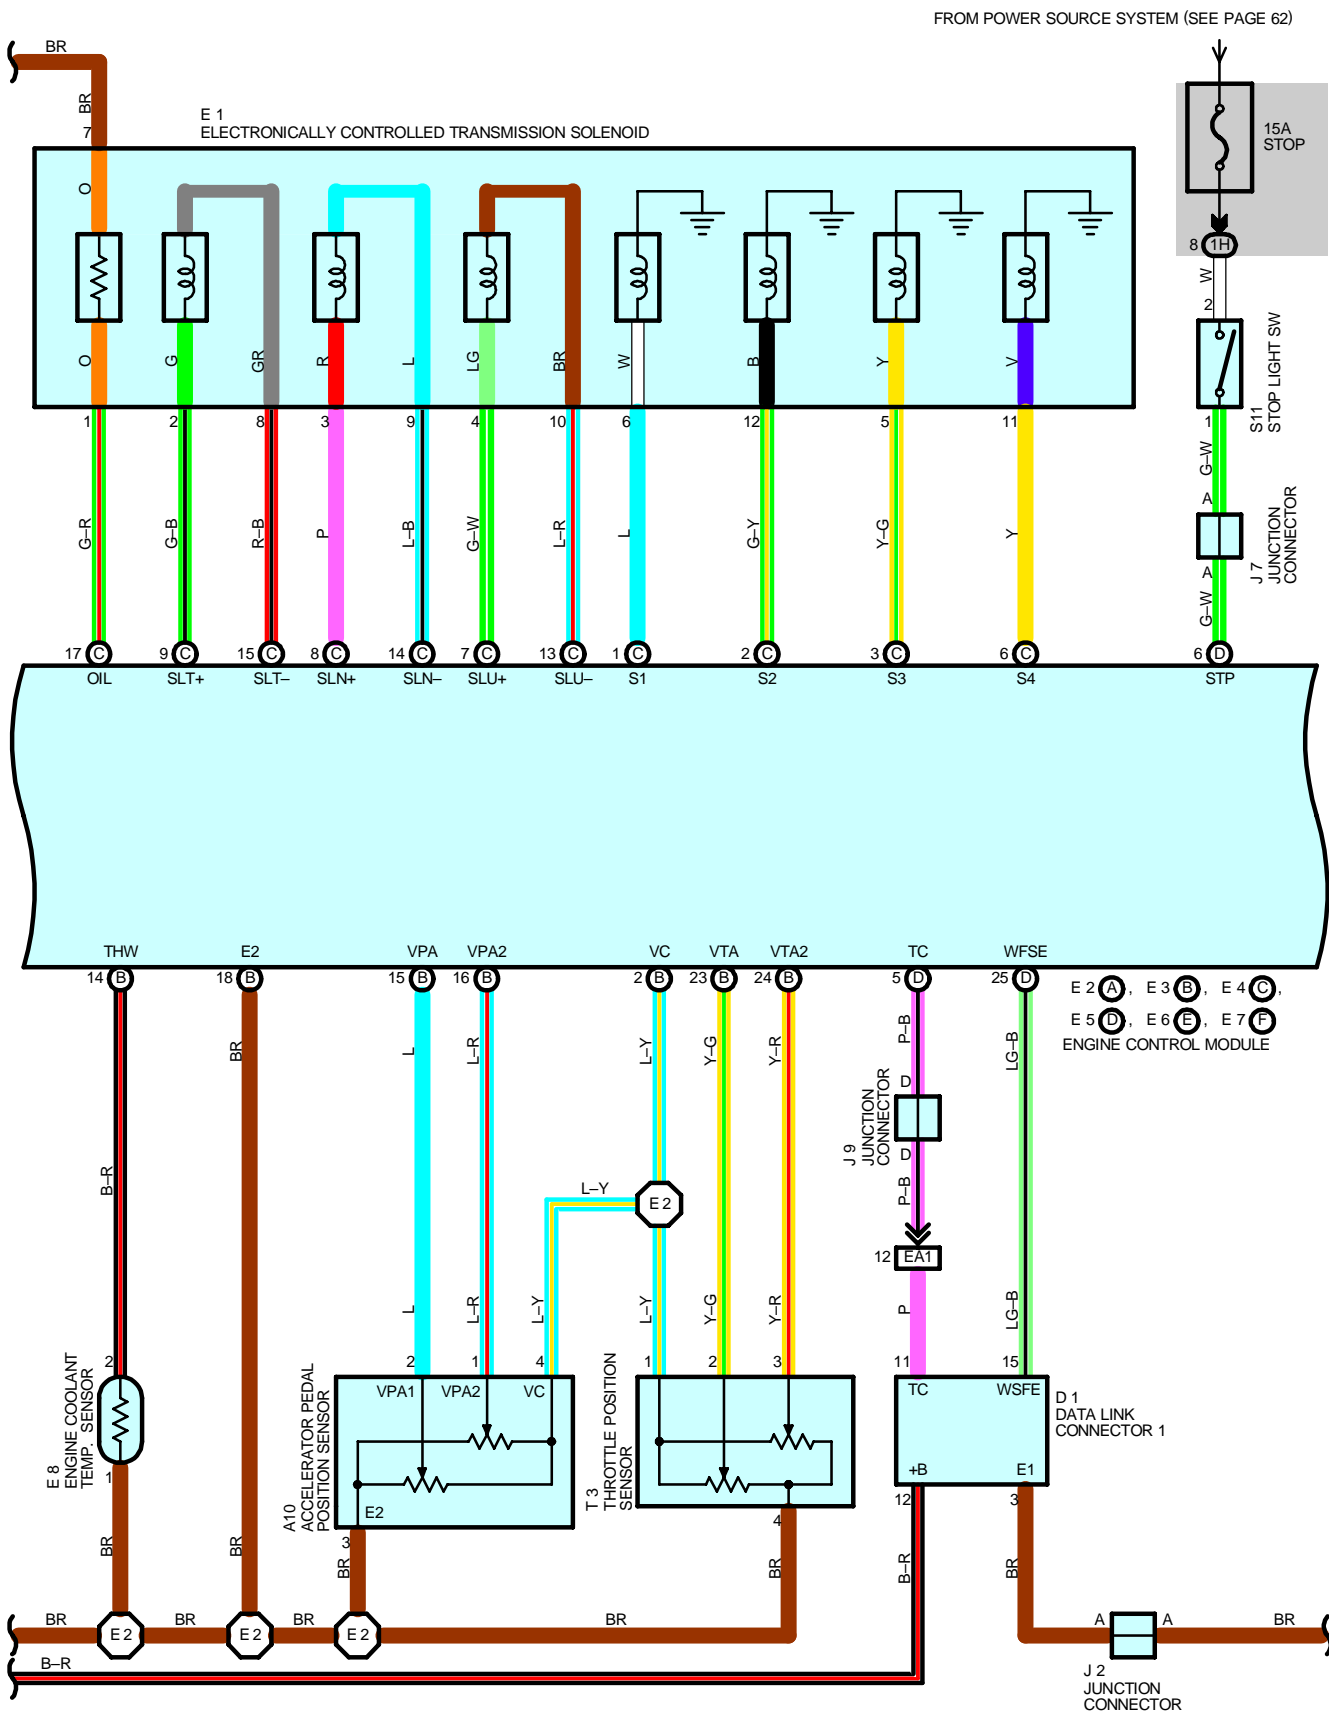 FROM POWER SOURCE SYSTEM (SEE PAGE 62)
BR
BR
7
E 1
ELECTRONICALLY CONTROLLED TRANSMISSION SOLENOID
15A
STOP
8 1H
W
2
S11
STOP LIGHT SW
1
O
O G GR R L LG BR W B Y V
1 2 8 3 9 4 10 6 12 5 11
G–R G–B R–B P L–B G–W L–R L G–Y Y–G Y
G–W
A
J 7
JUNCTION
CONNECTOR
A
G–W
17 C 9 C 15 C 8 C 14 C 7 C 13 C 1 C 2 C 3 C 6 C 6 D
OIL SLT+ SLT– SLN+ SLN– SLU+ SLU– S1 S2 S3 S4 STP
THW E2 VPA VPA2 VC VTA VTA2 TC WFSE
14 B 18 B 15 B 16 B 2 B 23 B 24 B 5 D 25 D
E 2 A , E 3 B , E 4 C ,
E 5 D , E 6 E , E 7 F
ENGINE CONTROL MODULE
BR L L–R L–Y Y–G Y–R P–B LG–B
D
J 9
JUNCTION
CONNECTOR
D
B–R
P–B
L–Y
E 2
12 EA1
L L–R L–Y L–Y Y–G Y–R P LG–B
2 2 1 4 1 2 3 11 15
VPA1 VPA2 VC
TC WSFE
D 1
DATA LINK
CONNECTOR 1
E 8
ENGINE COOLANT
TEMP. SENSOR
A10
ACCELERATOR PEDAL
POSITION SENSOR
T 3
THROTTLE POSITION
SENSOR
+B E1
1
E2
12 3
3
4
BR BR BR BR B–R BR
BR E 2 BR E 2 BR E 2 BR
A A BR
B–R
J 2
JUNCTION
CONNECTOR